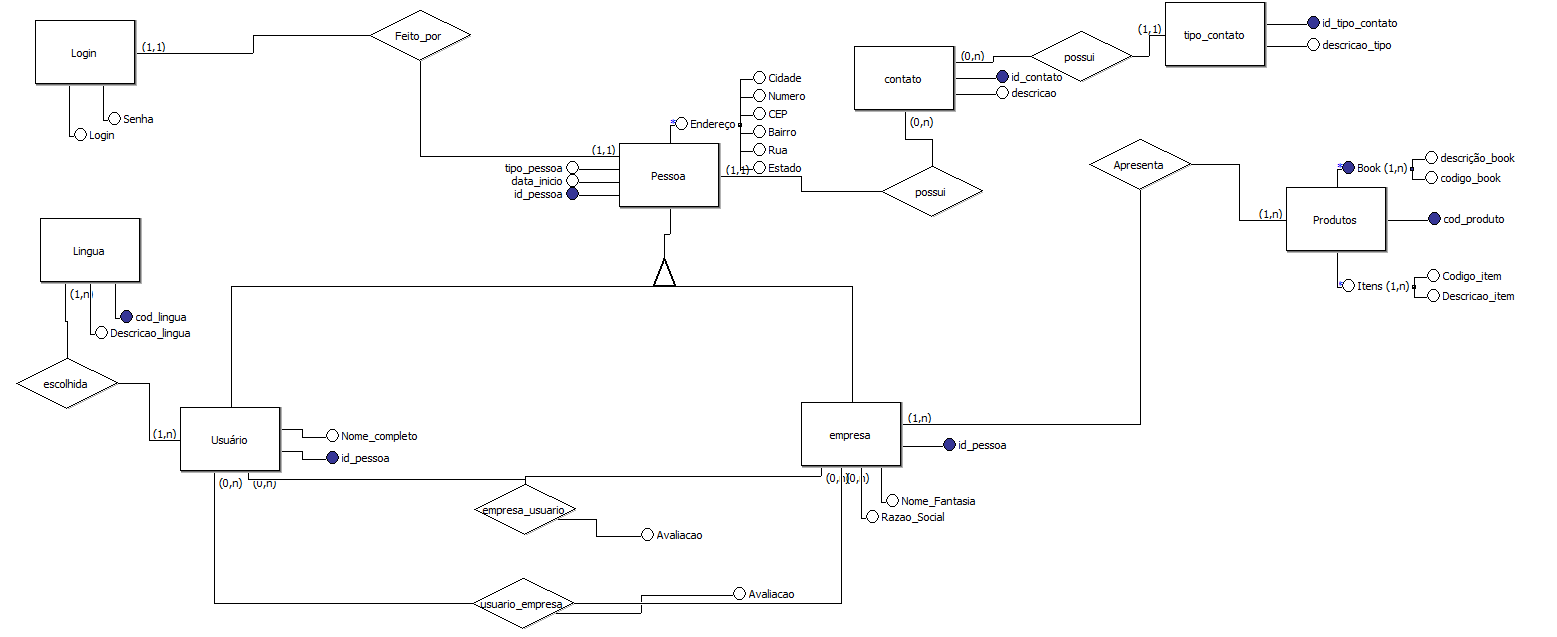 Login
(1,1)
Feito_por
Senha
Login
contato
(0,n)
id_contato
descricao
(0,n)
possui
(1,1)
tipo_contato
id_tipo_contato
descricao_tipo
Cidade
Numero
CEP
Bairro
Rua
Estado
* Endereço
(1,1)
Pessoa
(1,1)
tipo_pessoa
data_inicio
id_pessoa
possui
Apresenta
(1,n)
Produtos
* Book (1,n)
descrição_book
codigo_book
cod_produto
* Itens (1,n)
Codigo_item
Descricao_item
Lingua
(1,n)
cod_lingua
Descricao_lingua
escolhida
(1,n)
Usuário
Nome_completo
id_pessoa
(0,n)
(0,n)
empresa
(1,n)
id_pessoa
(0,n)
(0,n)
Nome_Fantasia
Razao_Social
empresa_usuario
Avaliacao
usuario_empresa
Avaliacao